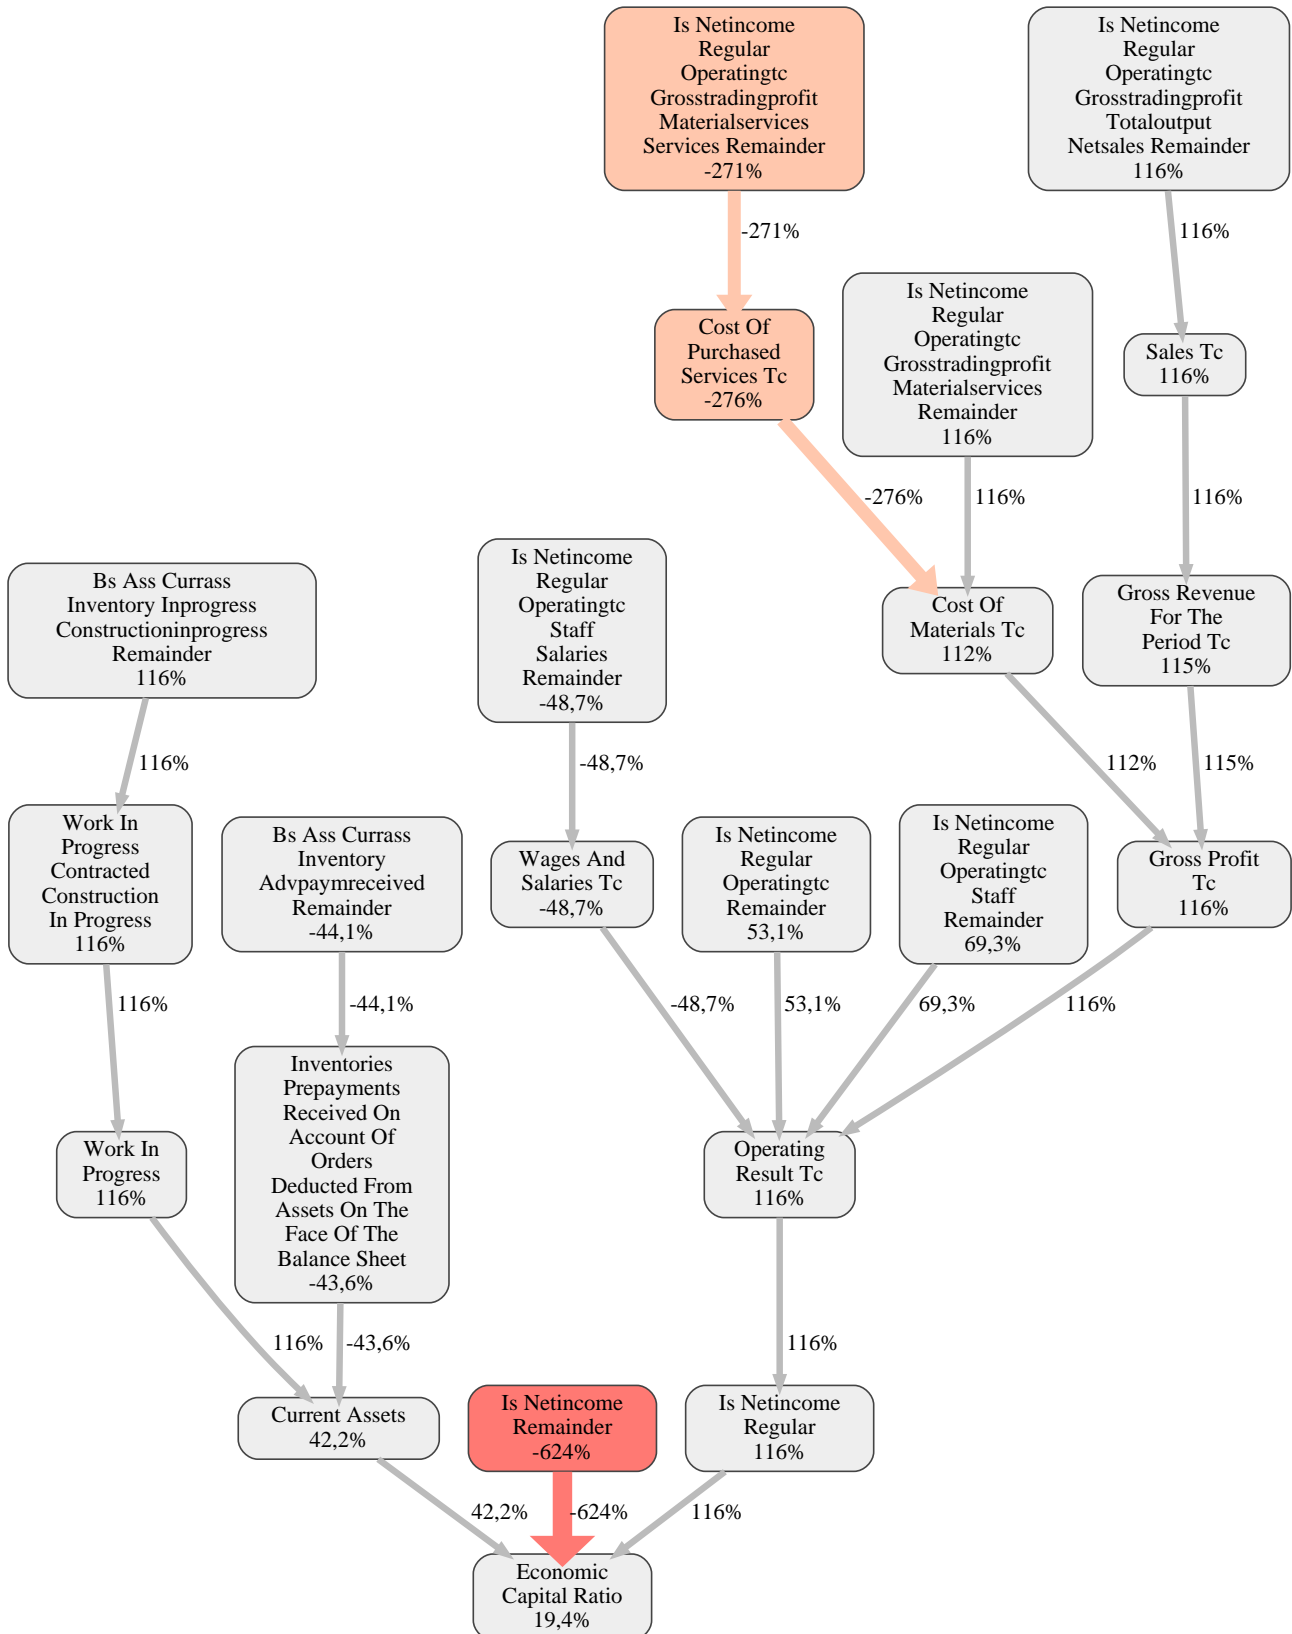 Is Netincome
Regular
Operatingtc
Grosstradingprofit
Materialservices
Services Remainder
-271%
Is Netincome
Regular
Operatingtc
Grosstradingprofit
Totaloutput
Netsales Remainder
116%
-271%
116%
Is Netincome
Regular
Operatingtc
Grosstradingprofit
Materialservices
Remainder
116%
Cost Of
Purchased
Services Tc
-276%
Sales Tc
116%
-276%
116%
116%
Bs Ass Currass
Inventory Inprogress
Constructioninprogress
Remainder
116%
Is Netincome
Regular
Operatingtc
Staff
Salaries
Remainder
-48,7%
Cost Of
Materials Tc
112%
Gross Revenue
For The
Period Tc
115%
116%
-48,7%
112%
115%
Work In
Progress
Contracted
Construction
In Progress
116%
Bs Ass Currass
Inventory
Advpaymreceived
Remainder
-44,1%
Wages And
Salaries Tc
-48,7%
Is Netincome
Regular
Operatingtc
Remainder
53,1%
Is Netincome
Regular
Operatingtc
Staff
Remainder
69,3%
Gross Profit
Tc
116%
116%
-44,1%
-48,7%
53,1%
69,3%
116%
Work In
Progress
116%
Inventories
Prepayments
Received On
Account Of
Orders
Deducted From
Assets On The
Face Of The
Balance Sheet
-43,6%
Operating
Result Tc
116%
116%
-43,6%
116%
Current Assets
42,2%
Is Netincome
Remainder
-624%
Is Netincome
Regular
116%
42,2%
-624%
116%
Economic
Capital Ratio
19,4%